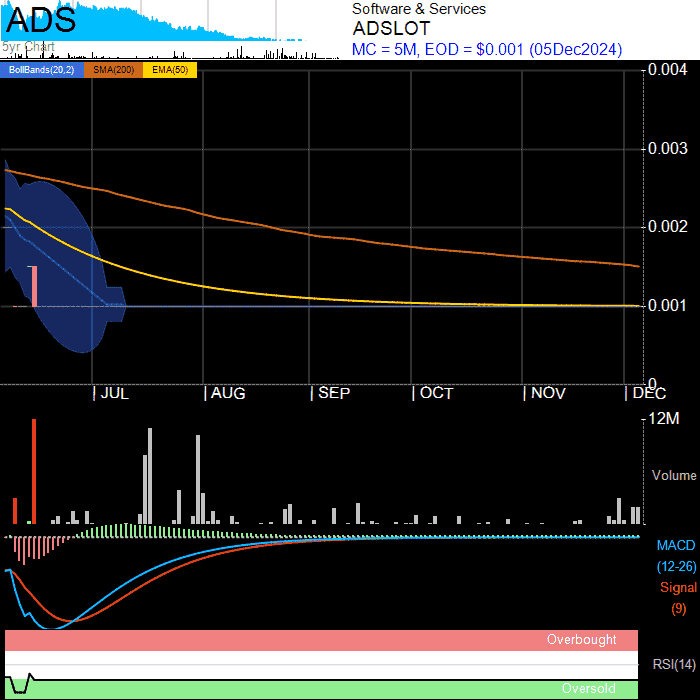 ADS
5yr Chart
Software & Services
ADSLOT
MC = 5M, EOD = $0.001 (05Dec2024)
BollBands(20,2) SMA(200) EMA(50)
0.004
0.003
0.002
0.001
0
JUL AUG SEP OCT NOV DEC
12M
Volume
MACD
(12-26)
Signal
(9)
Overbought
RSI(14)
Oversold